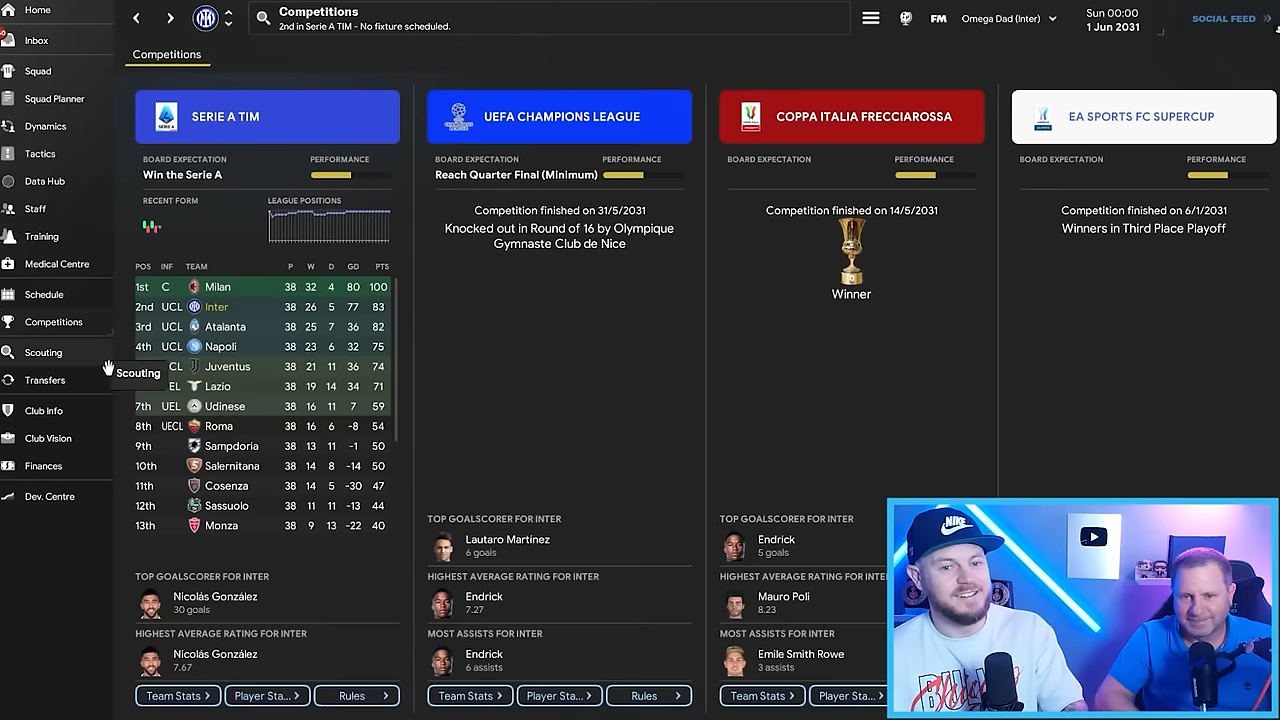 Home
Inbox
Squad
Squad Planner
Dynamics
Tactics
Data Hub
Staff
Training
Medical Centre
Schedule
Competitions
Scouting
Transfers
Club Info
Club Vision
Finances
Dev. Centre
Scouting
Competitions
2nd in Serie A TIM - No fixture scheduled.
FM
Omega Dad (Inter)
Sun 00:00
1 Jun 2031
SOCIAL FEED
Competitions
SERIE A TIM
BOARD EXPECTATION PERFORMANCE
Win the Serie A
RECENT FORM LEAGUE POSITIONS
POS INF TEAM P W D GD PTS
1st C Milan 38 32 4 80 100
2nd UCL Inter 38 26 5 77 83
3rd UCL Atalanta 38 25 7 36 82
4th UCL Napoli 38 23 6 32 75
CL Juventus 38 21 11 36 74
EL Lazio 38 19 14 34 71
7th UEL Udinese 38 16 11 7 59
8th UECL Roma 38 16 6 -8 54
9th Sampdoria 38 13 11 -1 50
10th Salernitana 38 14 8 -14 50
11th Cosenza 38 14 5 -30 47
12th Sassuolo 38 11 11 -13 44
13th Monza 38 9 13 -22 40
TOP GOALSCORER FOR INTER
Nicolás González
30 goals
HIGHEST AVERAGE RATING FOR INTER
Nicolás González
7.67
Team Stats Player Sta... Rules
UEFA CHAMPIONS LEAGUE
BOARD EXPECTATION PERFORMANCE
Reach Quarter Final (Minimum)
Competition finished on 31/5/2031
Knocked out in Round of 16 by Olympique
Gymnaste Club de Nice
TOP GOALSCORER FOR INTER
Lautaro Martínez
6 goals
HIGHEST AVERAGE RATING FOR INTER
Endrick
7.27
MOST ASSISTS FOR INTER
Endrick
6 assists
Team Stats Player Sta... Rules
COPPA ITALIA FRECCIAROSSA
BOARD EXPECTATION PERFORMANCE
Competition finished on 14/5/2031
Winner
TOP GOALSCORER FOR INTER
Endrick
5 goals
HIGHEST AVERAGE RATING FOR INTER
Mauro Poli
8.23
MOST ASSISTS FOR INTER
Emile Smith Rowe
3 assists
Team Stats Player Sta...
EA SPORTS FC SUPERCUP
BOARD EXPECTATION PERFORMANCE
Competition finished on 6/1/2031
Winners in Third Place Playoff
NIKE